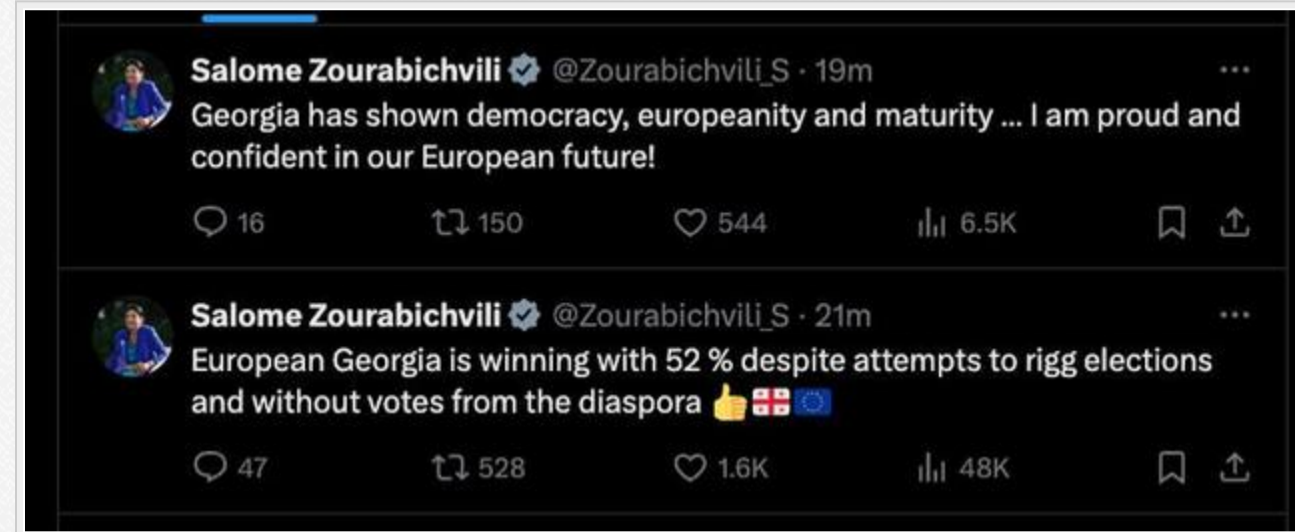 Salome Zourabichvili @Zourabichvili_S · 19m
Georgia has shown democracy, europeanity and maturity ... I am proud and
confident in our European future!
16 150 544 6.5K
Salome Zourabichvili @Zourabichvili_S · 21m
European Georgia is winning with 52 % despite attempts to rigg elections
and without votes from the diaspora 👍🇬🇪🇪🇺
47 528 1.6K 48K